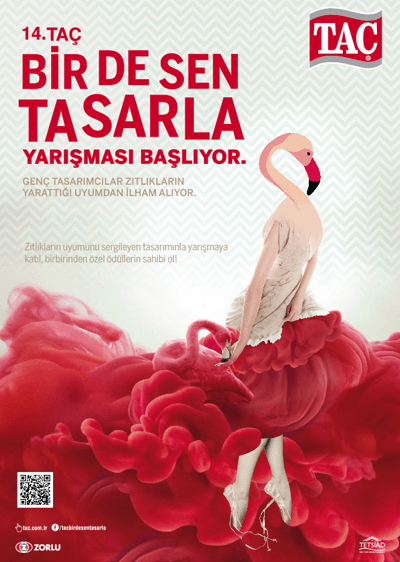 14.TAÇ
BİR DE SEN
TASARLA
YARIŞMASI BAŞLIYOR.
GENÇ TASARIMCILAR ZITLIKLARIN
YARATTIĞI UYUMDAN İLHAM ALIYOR.
Zıtlıkların uyumunu sergileyen tasarımınla yarışmaya
katıl, birbirinden özel ödüllerin sahibi ol!
TAÇ
®
tac.com.tr
/tacbirdesentasarla
ZORLU
TETSİAD